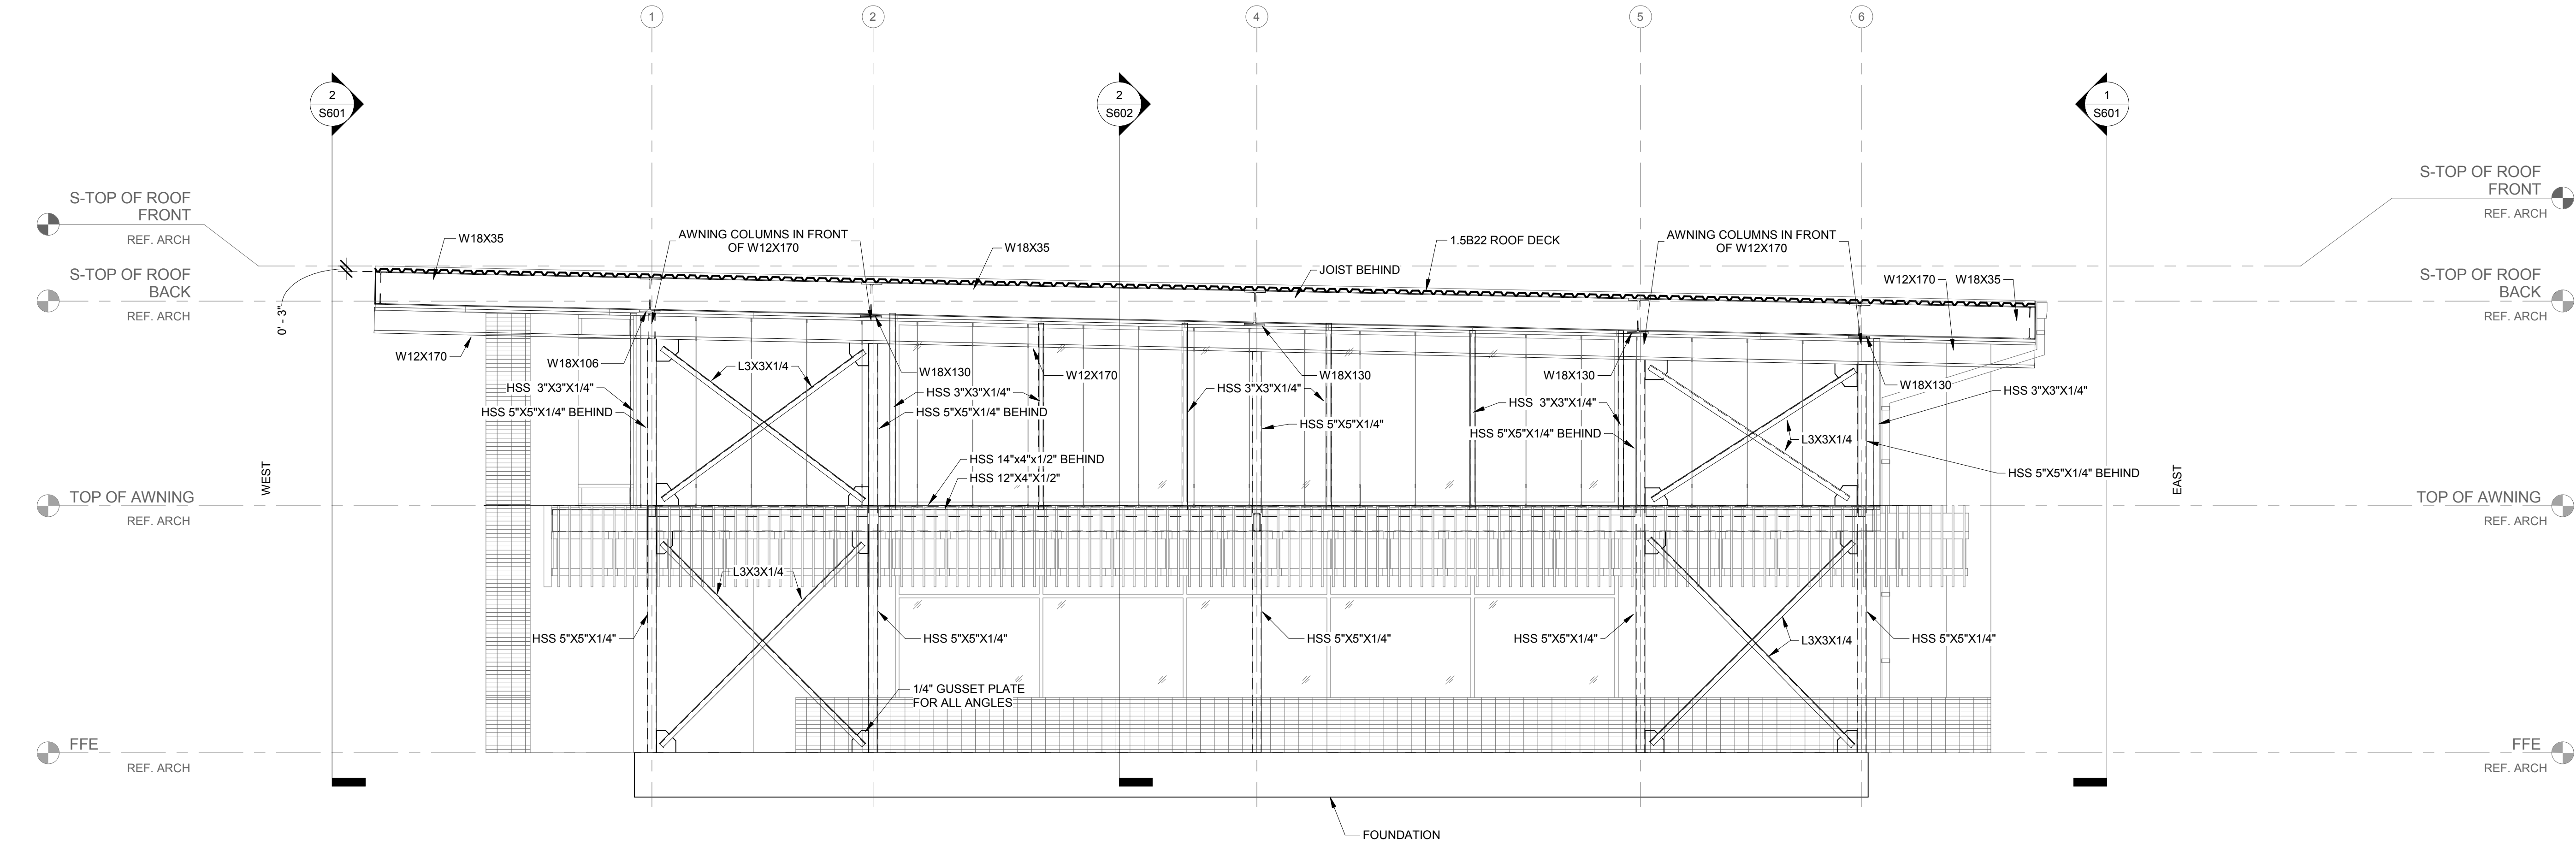 1
2
4
5
6
2
S601
2
S602
1
S601
S-TOP OF ROOF
FRONT
REF. ARCH
S-TOP OF ROOF
BACK
REF. ARCH
TOP OF AWNING
REF. ARCH
FFE
REF. ARCH
S-TOP OF ROOF
FRONT
REF. ARCH
S-TOP OF ROOF
BACK
REF. ARCH
TOP OF AWNING
REF. ARCH
FFE
REF. ARCH
0' - 3"
WEST
EAST
W18X35
AWNING COLUMNS IN FRONT
OF W12X170
W18X35
1.5B22 ROOF DECK
JOIST BEHIND
AWNING COLUMNS IN FRONT
OF W12X170
W12X170
W18X35
W12X170
W18X106
L3X3X1/4
W18X130
W12X170
W18X130
W18X130
W18X130
HSS 3"X3"X1/4"
HSS 5"X5"X1/4" BEHIND
HSS 3"X3"X1/4"
HSS 5"X5"X1/4" BEHIND
HSS 3"X3"X1/4"
HSS 5"X5"X1/4"
HSS 3"X3"X1/4"
HSS 5"X5"X1/4" BEHIND
L3X3X1/4
HSS 3"X3"X1/4"
HSS 5"X5"X1/4" BEHIND
HSS 14"x4"x1/2" BEHIND
HSS 12"X4"X1/2"
L3X3X1/4
HSS 5"X5"X1/4"
HSS 5"X5"X1/4"
HSS 5"X5"X1/4"
HSS 5"X5"X1/4"
L3X3X1/4
HSS 5"X5"X1/4"
1/4" GUSSET PLATE
FOR ALL ANGLES
FOUNDATION